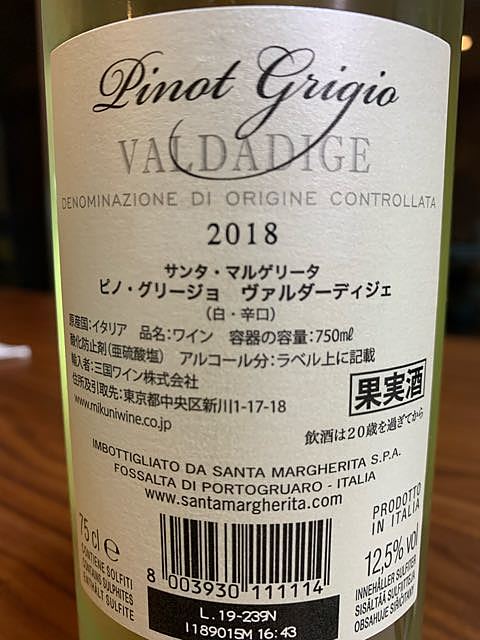 Pinot Grigio
VALDADIGE
DENOMINAZIONE DI ORIGINE CONTROLLATA
2018
サンタ・マルゲリータ
ピノ・グリージョ ヴァルダーディジェ
(白・辛口)
原産国:イタリア 品名:ワイン 容器の容量:750㎖
酸化防止剤(亜硫酸塩) アルコール分:ラベル上に記載
輸入者:三国ワイン株式会社
住所及引取先:東京都中央区新川1-17-18
www.mikuniwine.co.jp
果実酒
飲酒は20歳を過ぎてから
IMBOTTIGLIATO DA SANTA MARGHERITA S.P.A.
FOSSALTA DI PORTOGRUARO - ITALIA
www.santamargherita.com
75 cl e
CONTIENE SOLFITI
CONTAINS SULPHITES
ENTHÄLT SULFITE
8 003930 111114
L.19-239N
I189015M 16:43
PRODOTTO
IN ITALIA
12,5% vol
INNEHÅLLER SULFITER
SISÄLTÄÄ SULFIITTEJA
OBSAHUJE SIŘIČITANY